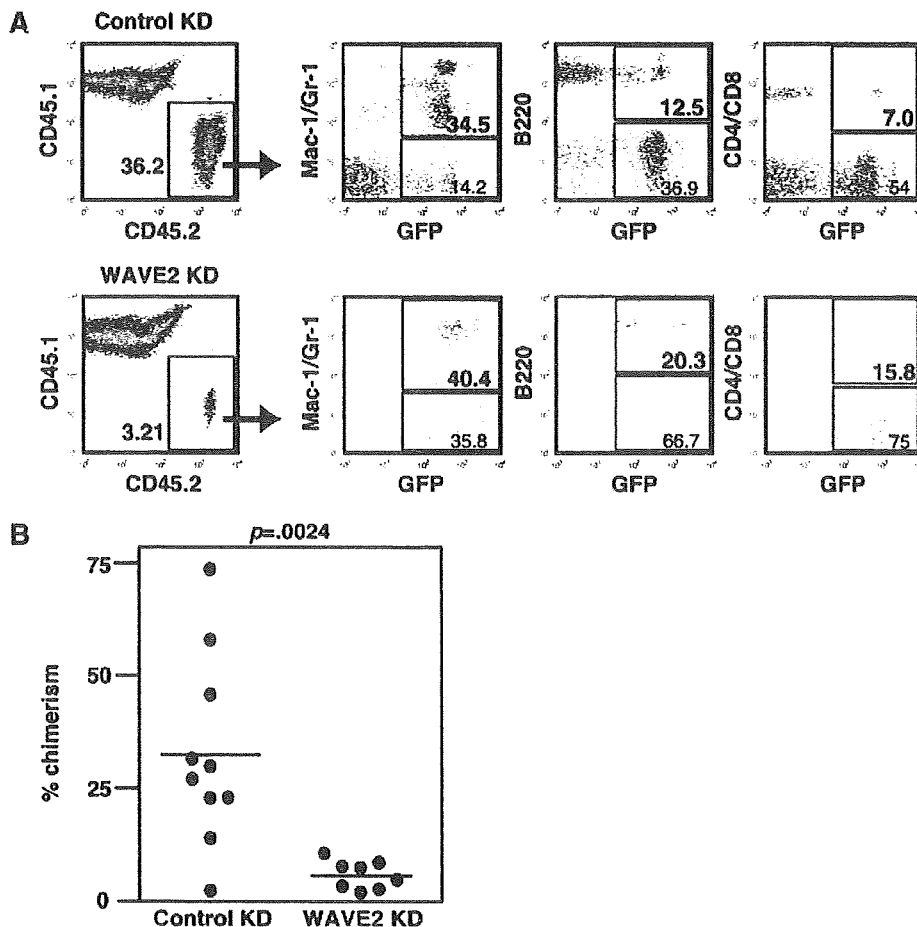 A
Control KD
CD45.1
36.2
CD45.2
Mac-1/Gr-1
34.5
14.2
GFP
B220
12.5
36.9
GFP
CD4/CD8
7.0
54
GFP
WAVE2 KD
CD45.1
3.21
CD45.2
Mac-1/Gr-1
40.4
35.8
GFP
B220
20.3
66.7
GFP
CD4/CD8
15.8
75
GFP
B
p=.0024
% chimerism
75
50
25
0
Control KD
WAVE2 KD